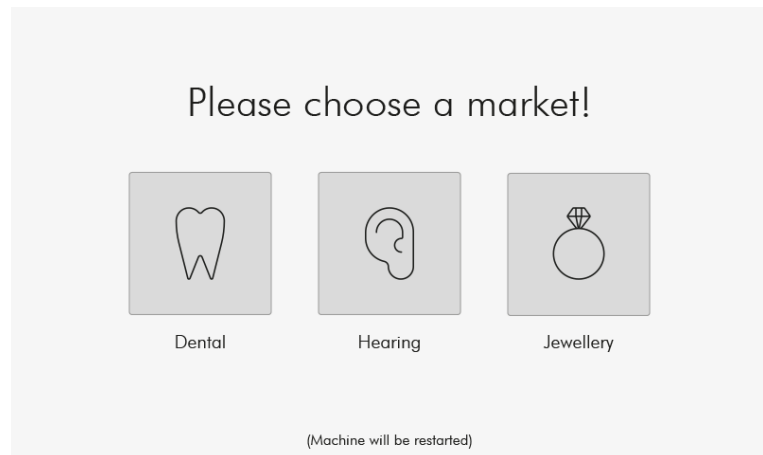 Please choose a market!
Dental
Hearing
Jewellery
(Machine will be restarted)